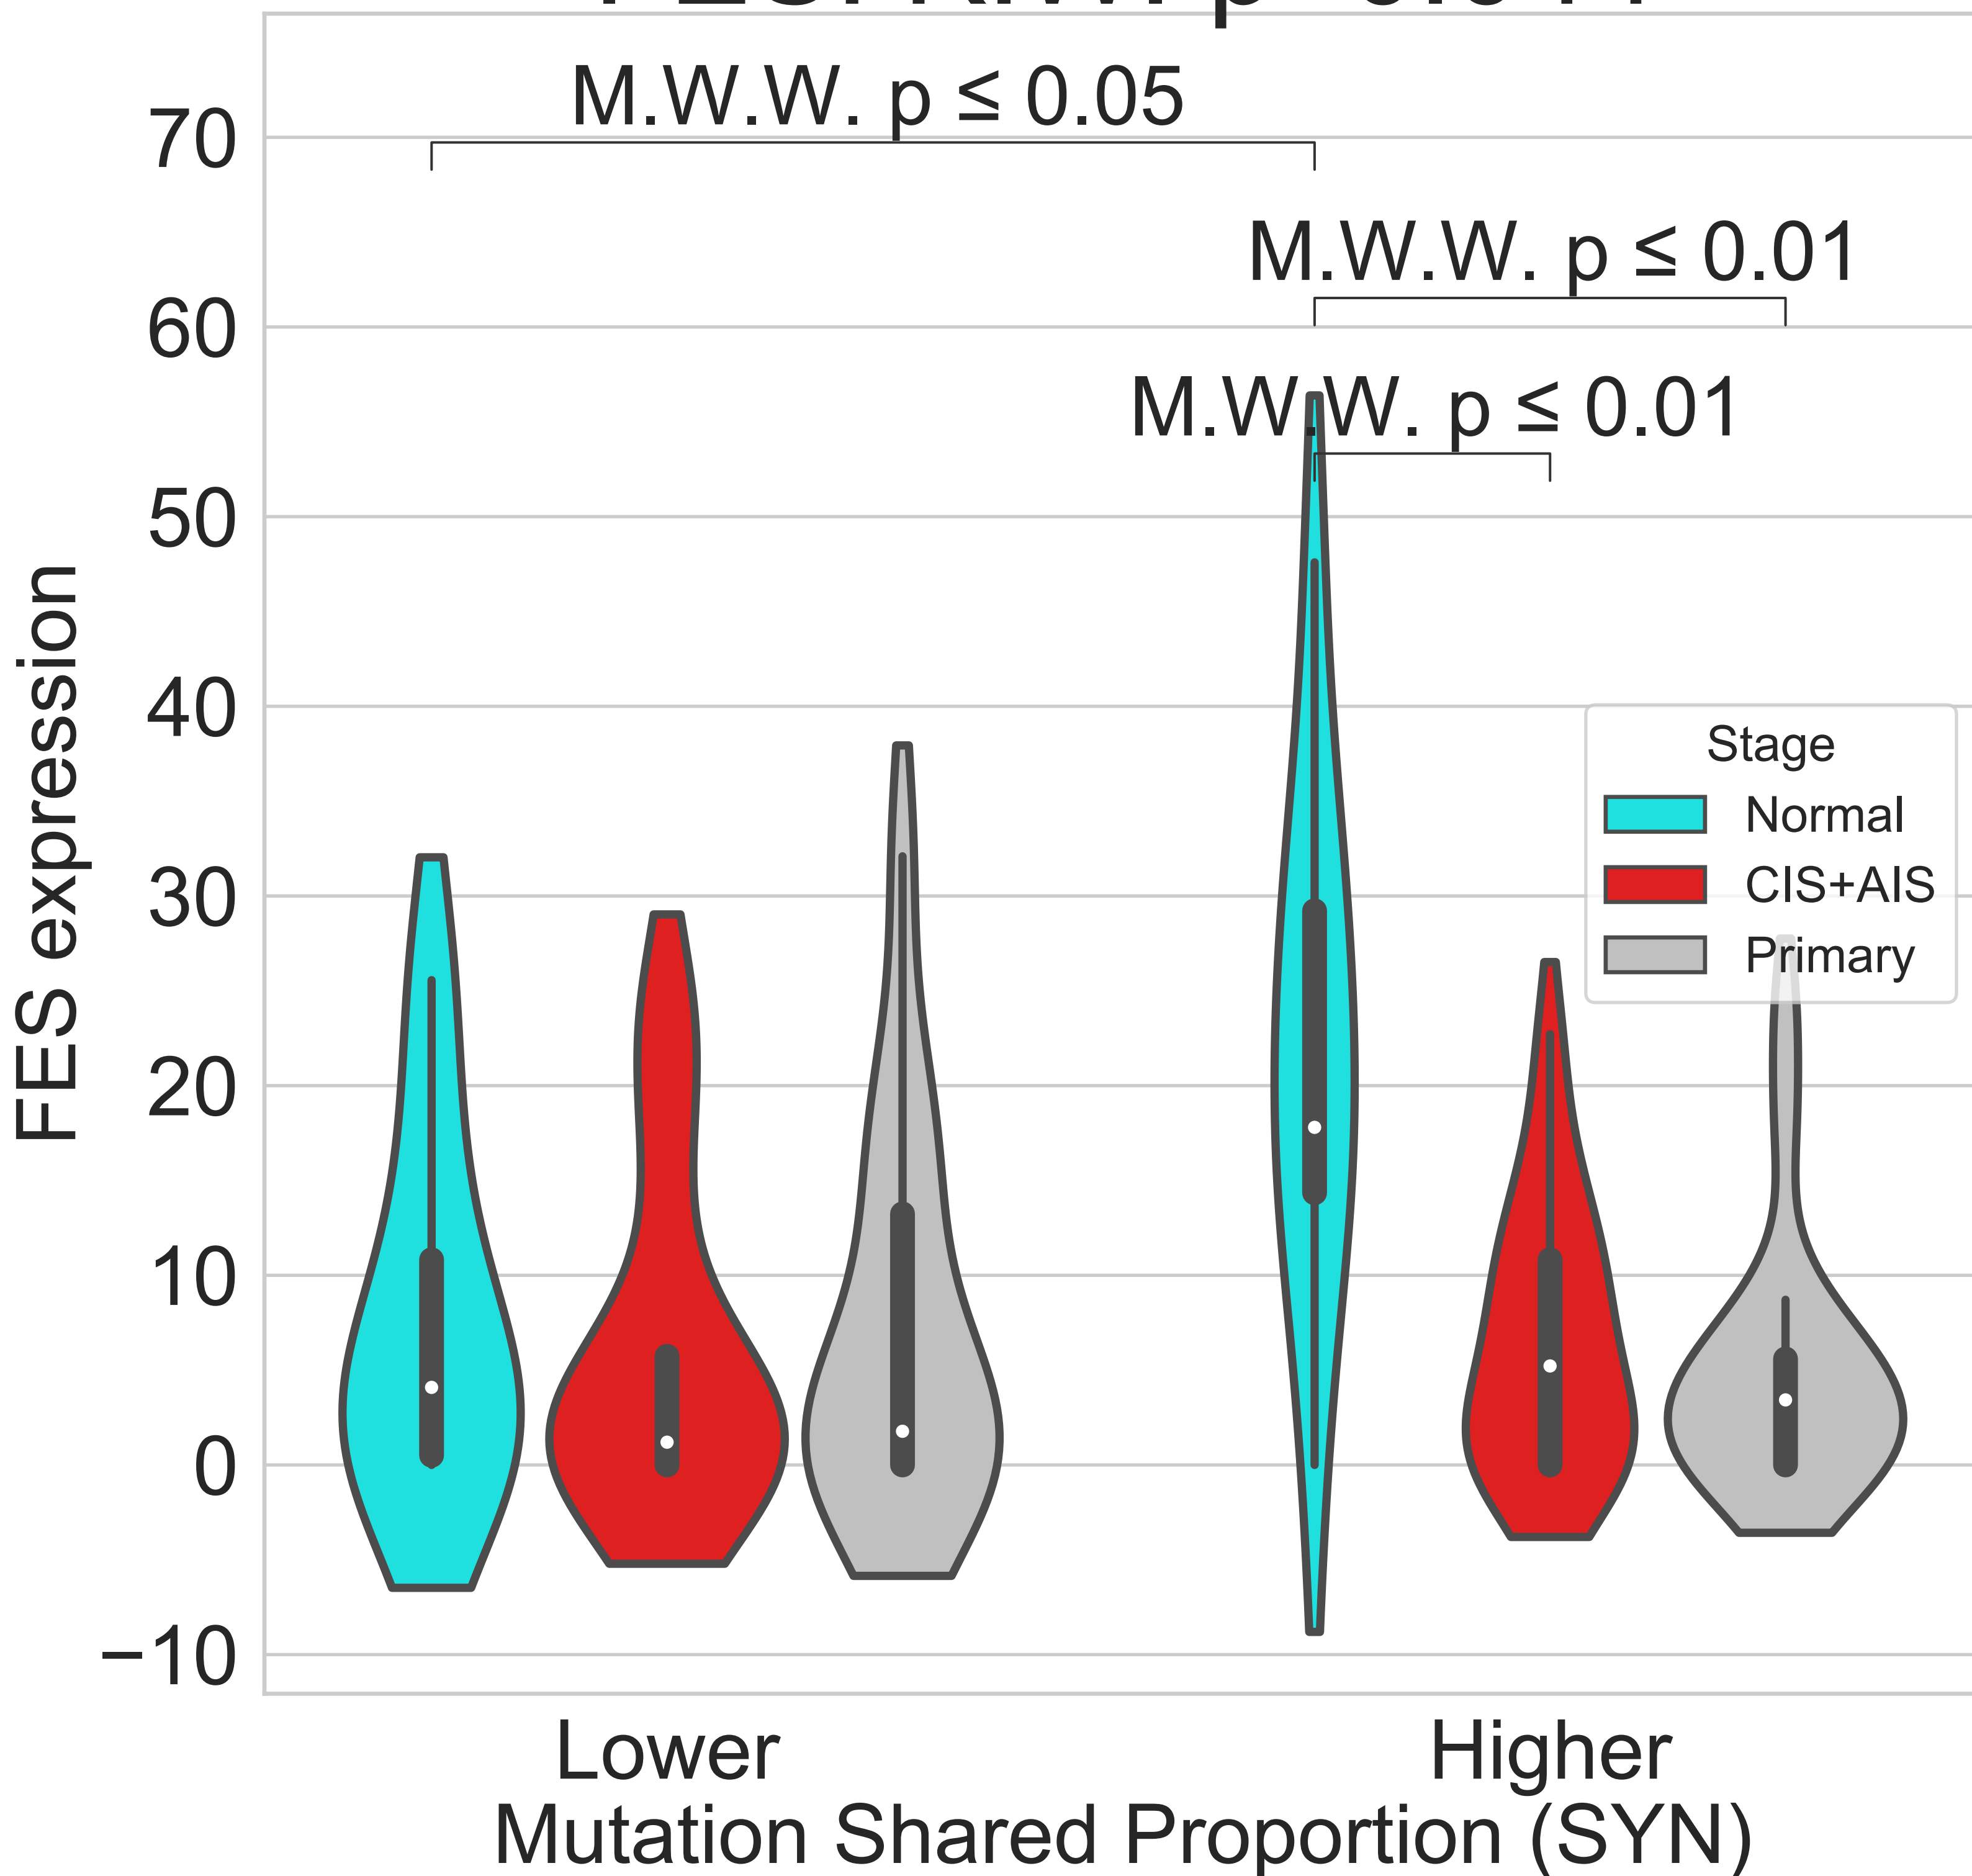 M.W.W. p ≤ 0.05
70
M.W.W. p ≤ 0.01
60
M.W.W. p ≤ 0.01
50
40
30
20
10
0
−10
FES expression
Stage
Normal
CIS+AIS
Primary
Lower Higher
Mutation Shared Proportion (SYN)